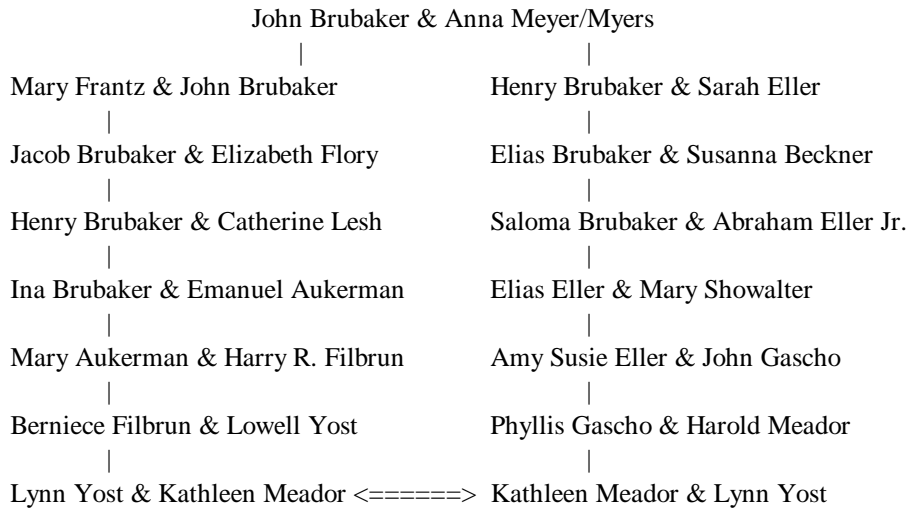 John Brubaker & Anna Meyer/Myers
| |
Mary Frantz & John Brubaker Henry Brubaker & Sarah Eller
| |
Jacob Brubaker & Elizabeth Flory Elias Brubaker & Susanna Beckner
| |
Henry Brubaker & Catherine Lesh Saloma Brubaker & Abraham Eller Jr.
| |
Ina Brubaker & Emanuel Aukerman Elias Eller & Mary Showalter
| |
Mary Aukerman & Harry R. Filbrun Amy Susie Eller & John Gascho
| |
Berniece Filbrun & Lowell Yost Phyllis Gascho & Harold Meador
| |
Lynn Yost & Kathleen Meador <======> Kathleen Meador & Lynn Yost